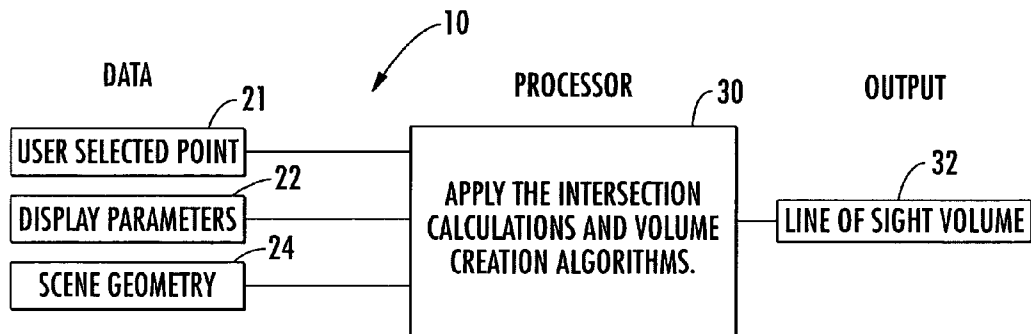 10
DATA
PROCESSOR
OUTPUT
21
USER SELECTED POINT
22
DISPLAY PARAMETERS
24
SCENE GEOMETRY
30
APPLY THE INTERSECTION
CALCULATIONS AND VOLUME
CREATION ALGORITHMS.
32
LINE OF SIGHT VOLUME